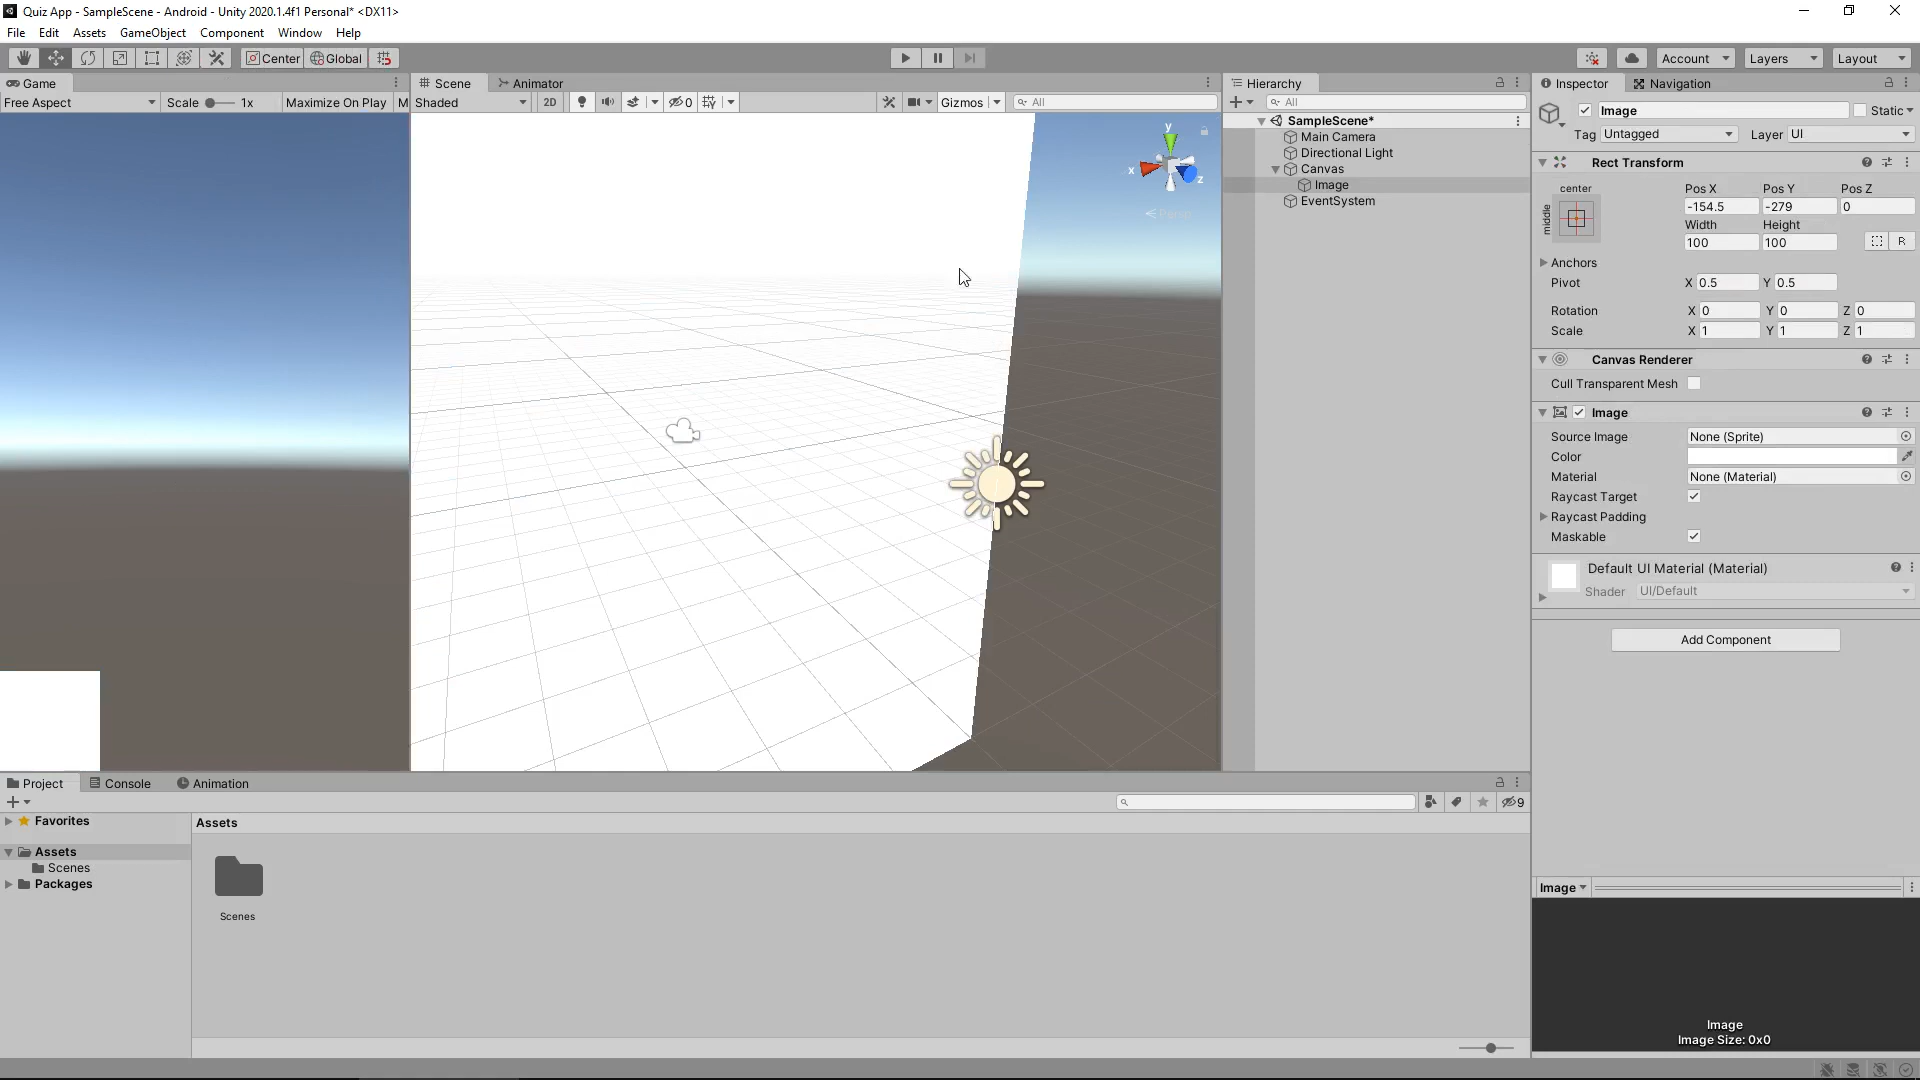 Quiz App - SampleScene - Android - Unity 2020.1.4f1 Personal* <DX11>
File Edit Assets GameObject Component Window Help
Center Global Account Layers Layout
Game
Free Aspect Scale 1x Maximize On Play M
Scene Animator
Shaded 2D 0 Gizmos All
y
x
z
Persp
Hierarchy
All
SampleScene*
Main Camera
Directional Light
Canvas
Image
EventSystem
Inspector Navigation
Image Static
Tag Untagged Layer UI
Rect Transform
center
middle
Pos X Pos Y Pos Z
-154.5 -279 0
Width Height
100 100 R
Anchors
Pivot X 0.5 Y 0.5
Rotation X 0 Y 0 Z 0
Scale X 1 Y 1 Z 1
Canvas Renderer
Cull Transparent Mesh
Image
Source Image None (Sprite)
Color
Material None (Material)
Raycast Target
Raycast Padding
Maskable
Default UI Material (Material)
Shader UI/Default
Add Component
Project Console Animation
9
Favorites
Assets
Scenes
Packages
Assets
Scenes
Image
Image
Image Size: 0x0